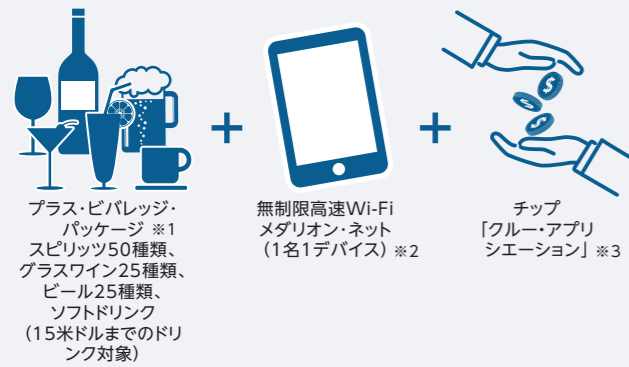 プラス・ビバレッジ・
パッケージ ※1
スピリッツ50種類、
グラスワイン25種類、
ビール25種類、
ソフトドリンク
(15米ドルまでのドリ
ンク対象)
無制限高速Wi-Fi
メダリオン・ネット
(1名1デバイス) ※2
チップ
「クルー・アプリ
シエーション」 ※3